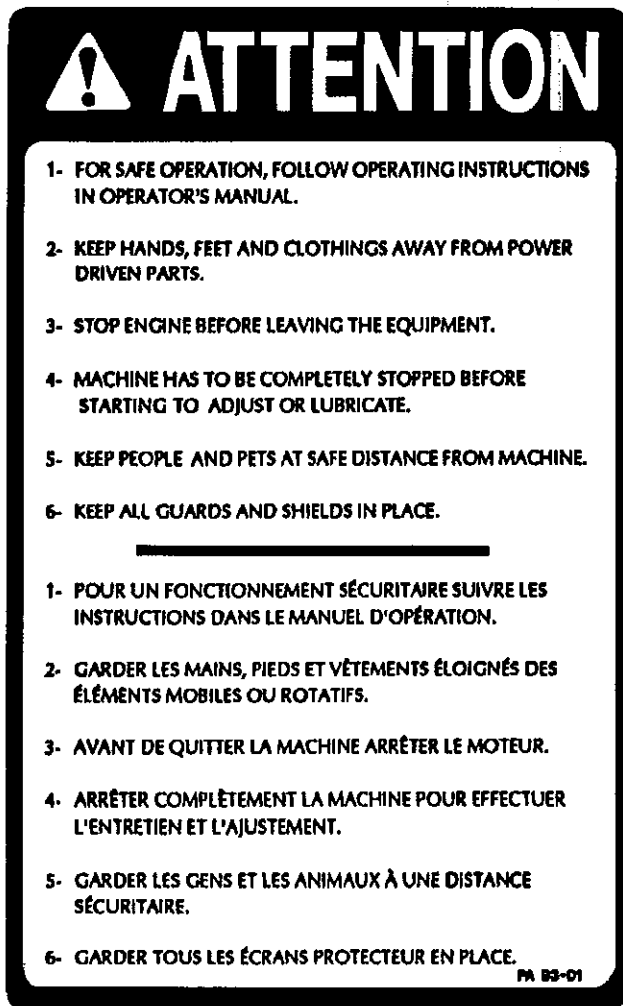 ATTENTION
1- FOR SAFE OPERATION, FOLLOW OPERATING INSTRUCTIONS
IN OPERATOR'S MANUAL.
2- KEEP HANDS, FEET AND CLOTHINGS AWAY FROM POWER
DRIVEN PARTS.
3- STOP ENGINE BEFORE LEAVING THE EQUIPMENT.
4- MACHINE HAS TO BE COMPLETELY STOPPED BEFORE
STARTING TO ADJUST OR LUBRICATE.
5- KEEP PEOPLE AND PETS AT SAFE DISTANCE FROM MACHINE.
6- KEEP ALL GUARDS AND SHIELDS IN PLACE.
1- POUR UN FONCTIONNEMENT SÉCURITAIRE SUIVRE LES
INSTRUCTIONS DANS LE MANUEL D'OPÉRATION.
2- GARDER LES MAINS, PIEDS ET VÊTEMENTS ÉLOIGNÉS DES
ÉLÉMENTS MOBILES OU ROTATIFS.
3- AVANT DE QUITTER LA MACHINE ARRÊTER LE MOTEUR.
4- ARRÊTER COMPLÈTEMENT LA MACHINE POUR EFFECTUER
L'ENTRETIEN ET L'AJUSTEMENT.
5- GARDER LES GENS ET LES ANIMAUX À UNE DISTANCE
SÉCURITAIRE.
6- GARDER TOUS LES ÉCRANS PROTECTEUR EN PLACE.
PA B3-01